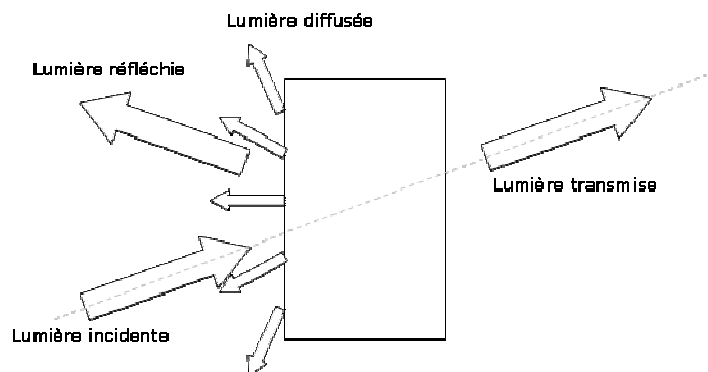 Lumière diffusée
Lumière réfléchie
Lumière transmise
Lumière incidente